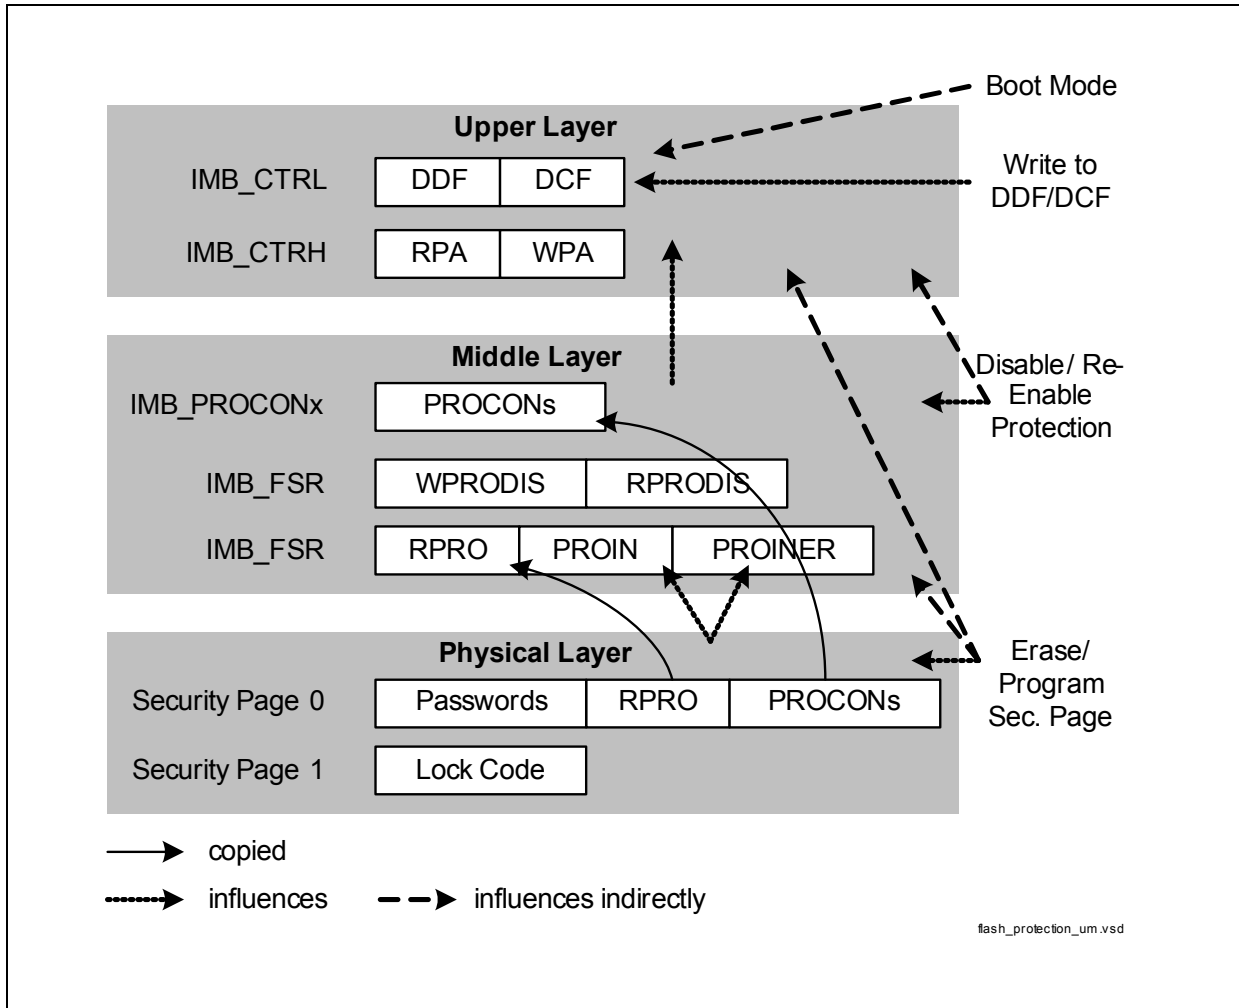 Boot Mode
Upper Layer
IMB_CTRL DDF DCF
Write to
DDF/DCF
IMB_CTRH RPA WPA
Middle Layer
Disable/ Re-
Enable
Protection
IMB_PROCONx PROCONs
IMB_FSR WPRODIS RPRODIS
IMB_FSR RPRO PROIN PROINER
Physical Layer
Erase/
Program
Sec. Page
Security Page 0 Passwords RPRO PROCONs
Security Page 1 Lock Code
copied
influences influences indirectly
flash_protection_um.vsd